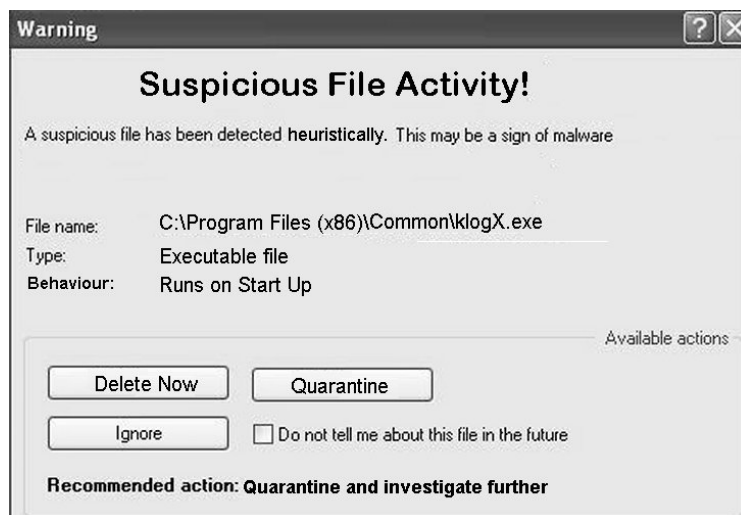 Warning
Suspicious File Activity!
A suspicious file has been detected heuristically. This may be a sign of malware
File name: C:\Program Files (x86)\Common\klogX.exe
Type: Executable file
Behaviour: Runs on Start Up
Available actions
Delete Now Quarantine
Ignore Do not tell me about this file in the future
Recommended action: Quarantine and investigate further